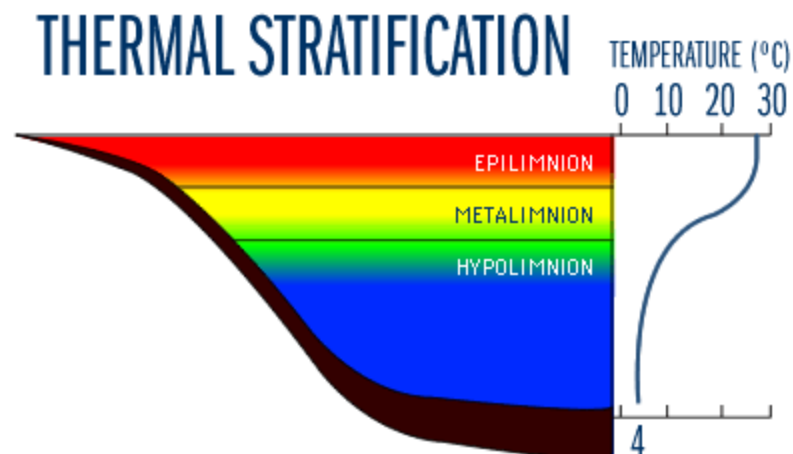 THERMAL STRATIFICATION
TEMPERATURE (°C)
0 10 20 30
EPILIMNION
METALIMNION
HYPOLIMNION
4